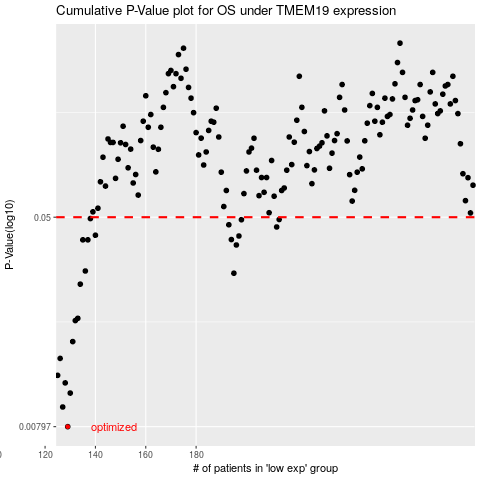 Cumulative P-Value plot for OS under TMEM19 expression
P-Value(log10)
0.05
0.00797
optimized
0 120 140 160 180
# of patients in 'low exp' group